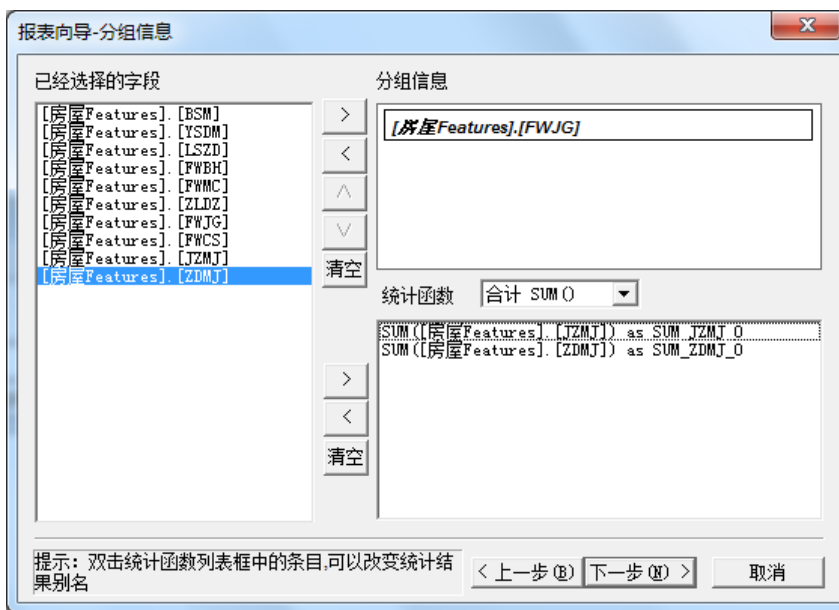 报表向导-分组信息
已经选择的字段
[房屋Features].[BSM]
[房屋Features].[YSDM]
[房屋Features].[LSZD]
[房屋Features].[FWBH]
[房屋Features].[FWMC]
[房屋Features].[ZLDZ]
[房屋Features].[FWJG]
[房屋Features].[FWCS]
[房屋Features].[JZMJ]
[房屋Features].[ZDMJ]
>
<
∧
∨
清空
>
<
清空
分组信息
[房屋Features].[FWJG]
统计函数 合计 SUM()
SUM([房屋Features].[JZMJ]) as SUM_JZMJ_0
SUM([房屋Features].[ZDMJ]) as SUM_ZDMJ_0
提示：双击统计函数列表框中的条目,可以改变统计结
果别名
< 上一步(B) 下一步(N) > 取消